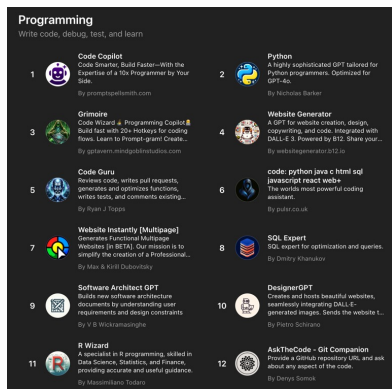 Programming
Write code, debug, test, and learn
1
Code Copilot
Code Smarter, Build Faster—With the
Expertise of a 10x Programmer by Your
Side.
By promptspellsmith.com
2
Python
A highly sophisticated GPT tailored for
Python programmers. Optimized for
GPT-4o.
By Nicholas Barker
3
Grimoire
Code Wizard 🧙 Programming Copilot
Build fast with 20+ Hotkeys for coding
flows. Learn to Prompt-gram! Create...
By gptavern.mindgoblinstudios.com
4
Website Generator
A GPT for website creation, design,
copywriting, and code. Integrated with
DALL-E 3. Powered by B12. Share your...
By websitegenerator.b12.io
5
Code Guru
Reviews code, writes pull requests,
generates and optimizes functions,
writes tests, and comments existing...
By Ryan J Topps
6
code: python java c html sql
javascript react web+
The worlds most powerful coding
assistant.
By pulsr.co.uk
7
Website Instantly [Multipage]
Generates Functional Multipage
Websites [in BETA]. Our mission is to
simplify the creation of a Professional...
By Max & Kirill Dubovitsky
8
SQL Expert
SQL expert for optimization and queries.
By Dmitry Khanukov
9
Software Architect GPT
Builds new software architecture
documents by understanding user
requirements and design constraints
By V B Wickramasinghe
10
DesignerGPT
Creates and hosts beautiful websites,
seamlessly integrating DALL-E-
generated images. Sends the website t...
By Pietro Schirano
11
R Wizard
A specialist in R programming, skilled in
Data Science, Statistics, and Finance,
providing accurate and useful guidance.
By Massimiliano Todaro
12
AskTheCode - Git Companion
Provide a GitHub repository URL and ask
about any aspect of the code.
By Denys Somok